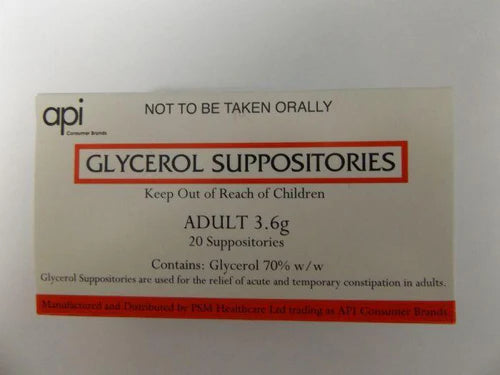 api
Consumer Brands
NOT TO BE TAKEN ORALLY
GLYCEROL SUPPOSITORIES
Keep Out of Reach of Children
ADULT 3.6g
20 Suppositories
Contains: Glycerol 70% w/w
Glycerol Suppositories are used for the relief of acute and temporary constipation in adults.
Manufactured and Distributed by PSM Healthcare Ltd trading as API Consumer Brands